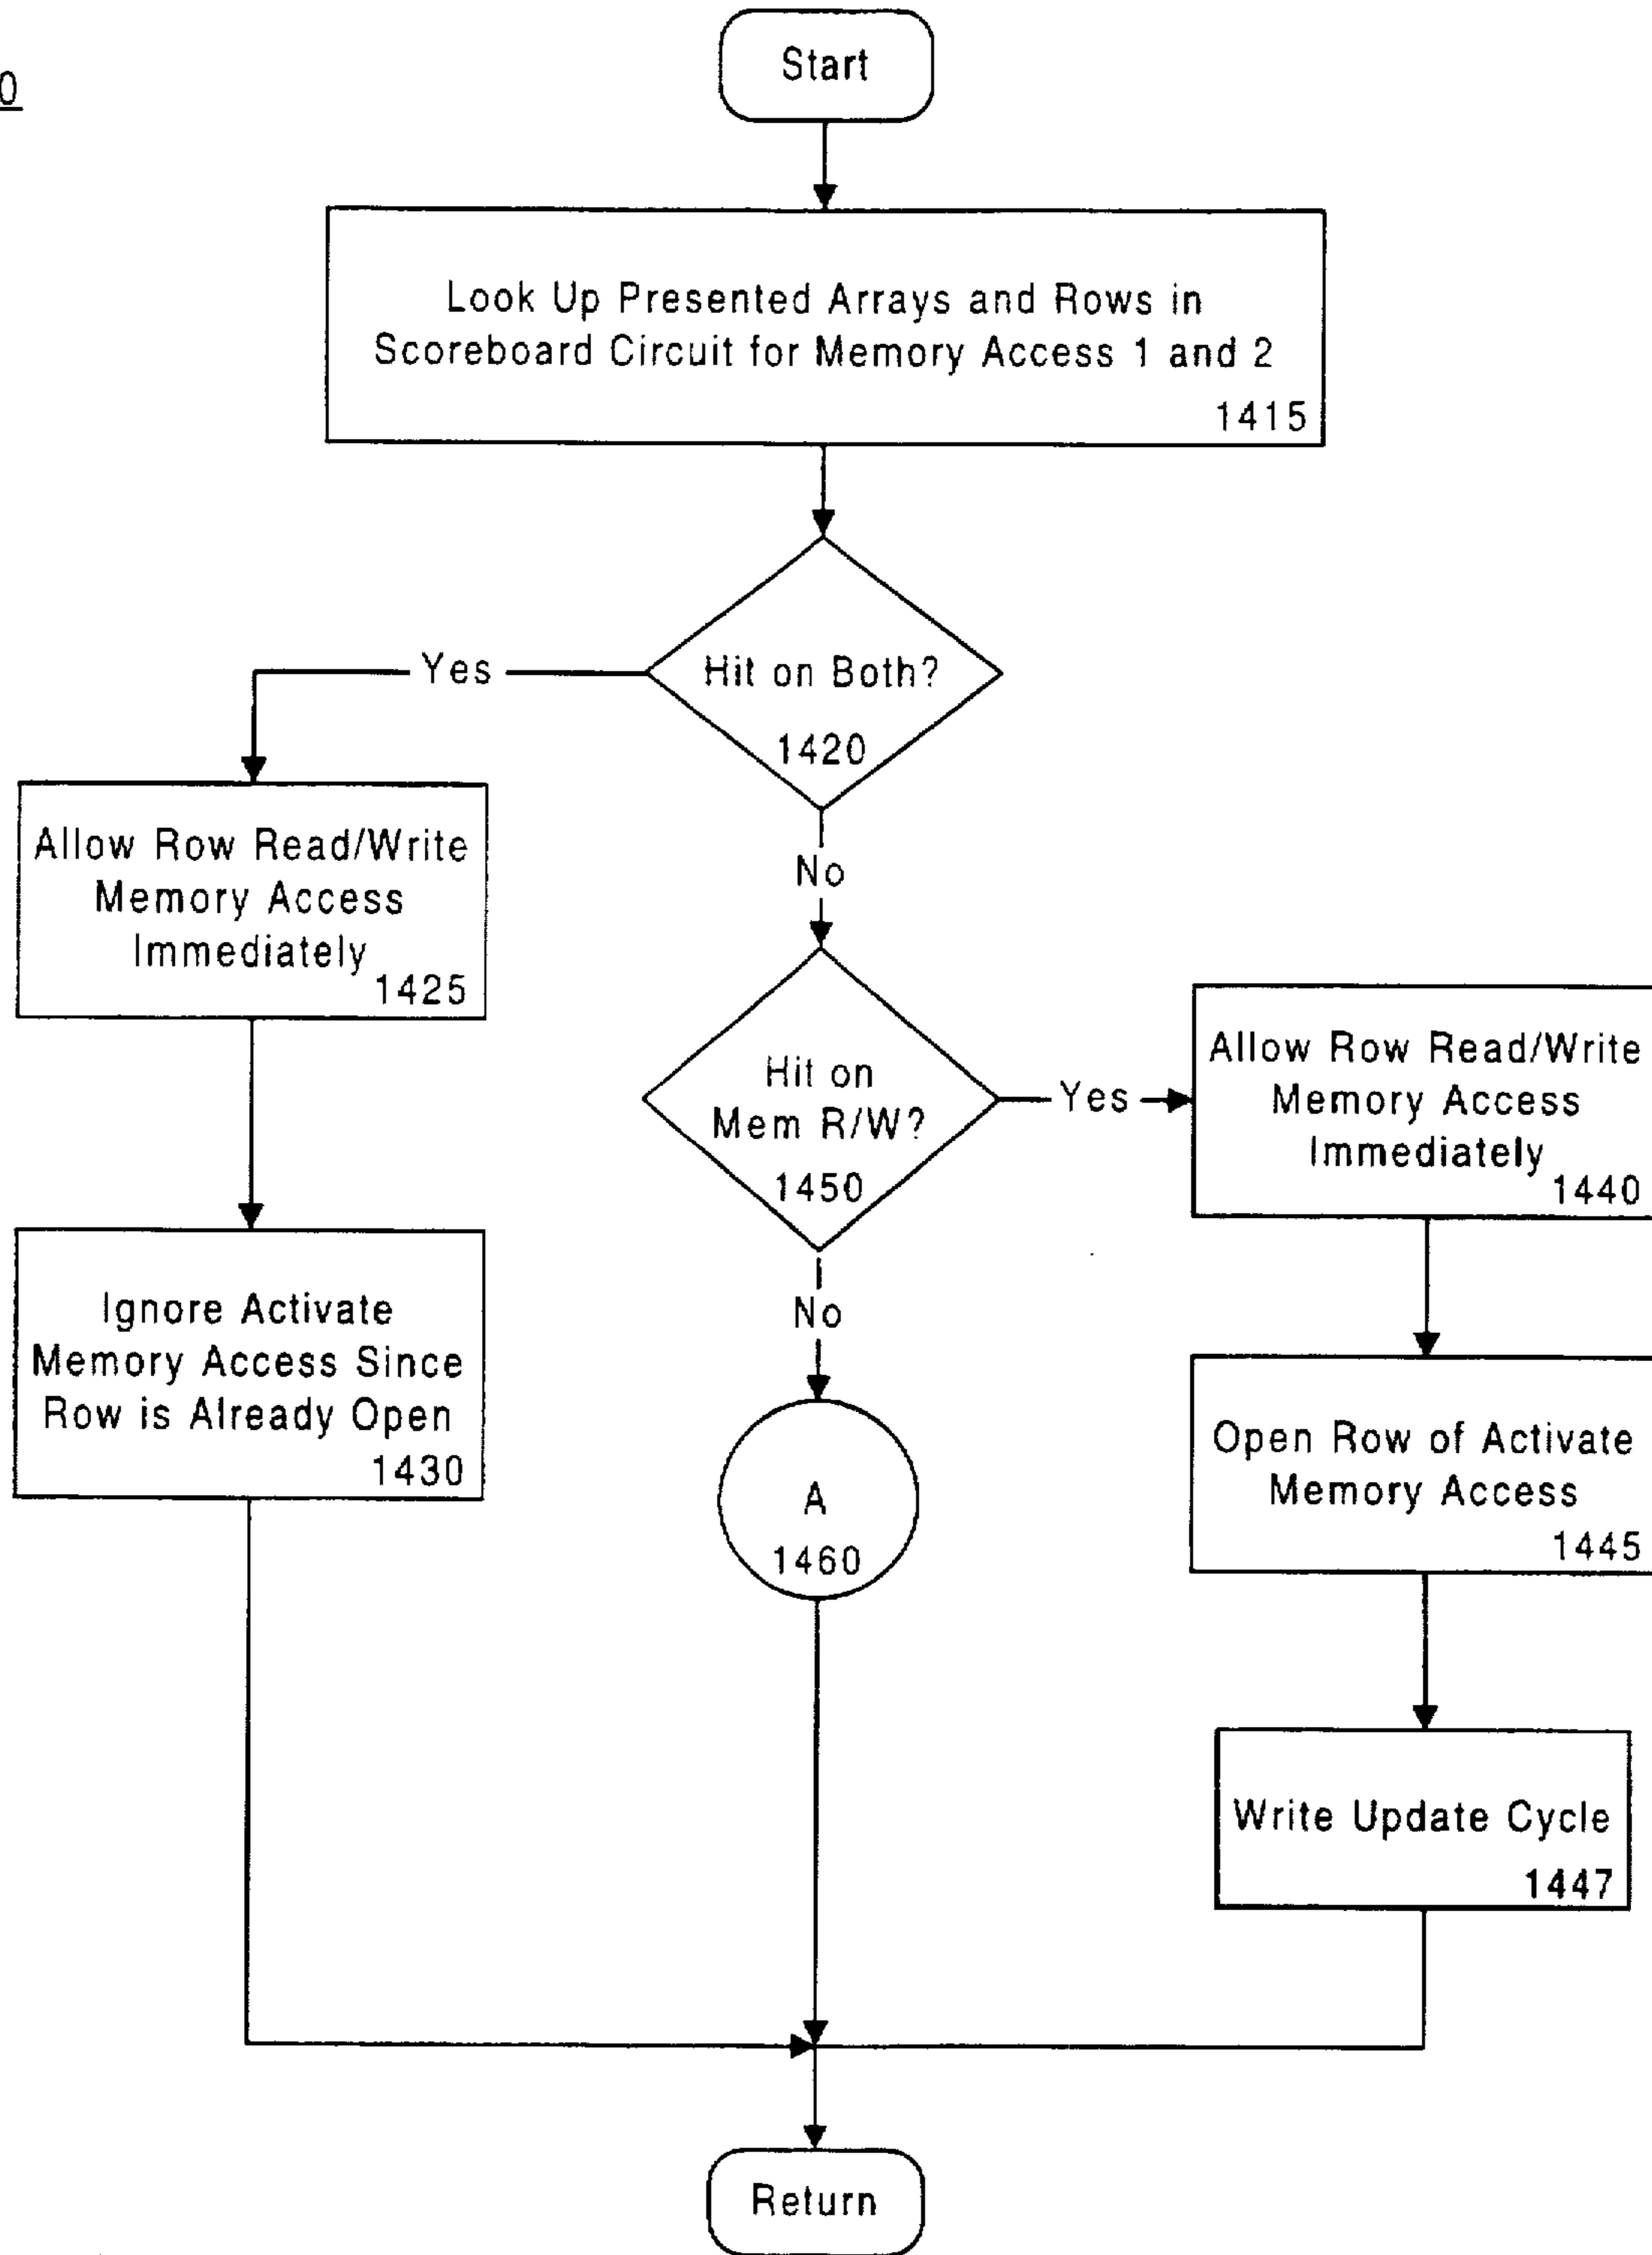 0
Start
Look Up Presented Arrays and Rows in
Scoreboard Circuit for Memory Access 1 and 2
1415
Hit on Both?
1420
Yes
No
Allow Row Read/Write
Memory Access
Immediately
1425
Ignore Activate
Memory Access Since
Row is Already Open
1430
Hit on
Mem R/W?
1450
Yes
No
Allow Row Read/Write
Memory Access
Immediately
1440
Open Row of Activate
Memory Access
1445
Write Update Cycle
1447
A
1460
Return